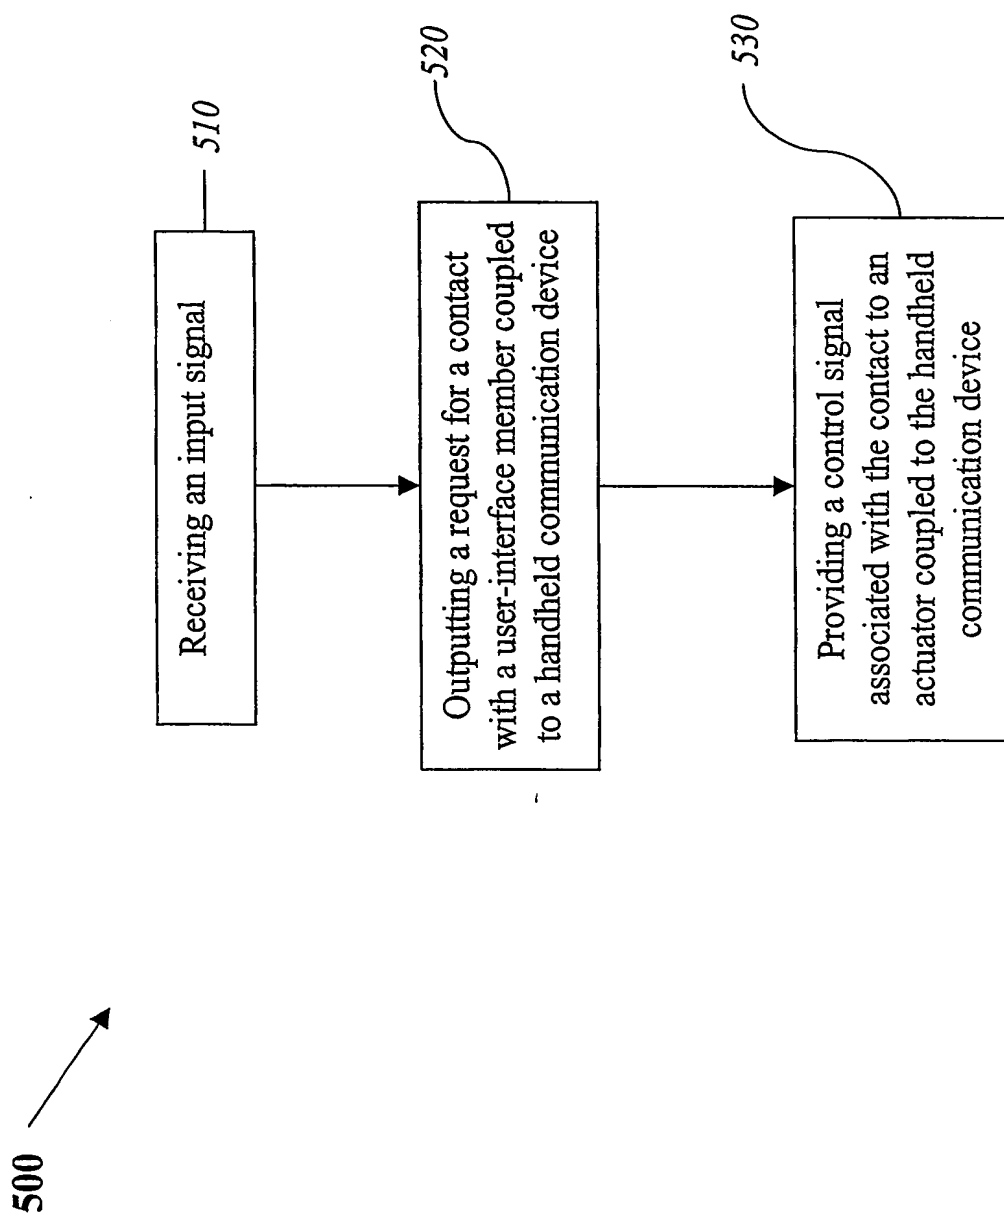 500
Receiving an input signal
510
Outputting a request for a contact
with a user-interface member coupled
to a handheld communication device
520
Providing a control signal
associated with the contact to an
actuator coupled to the handheld
communication device
530